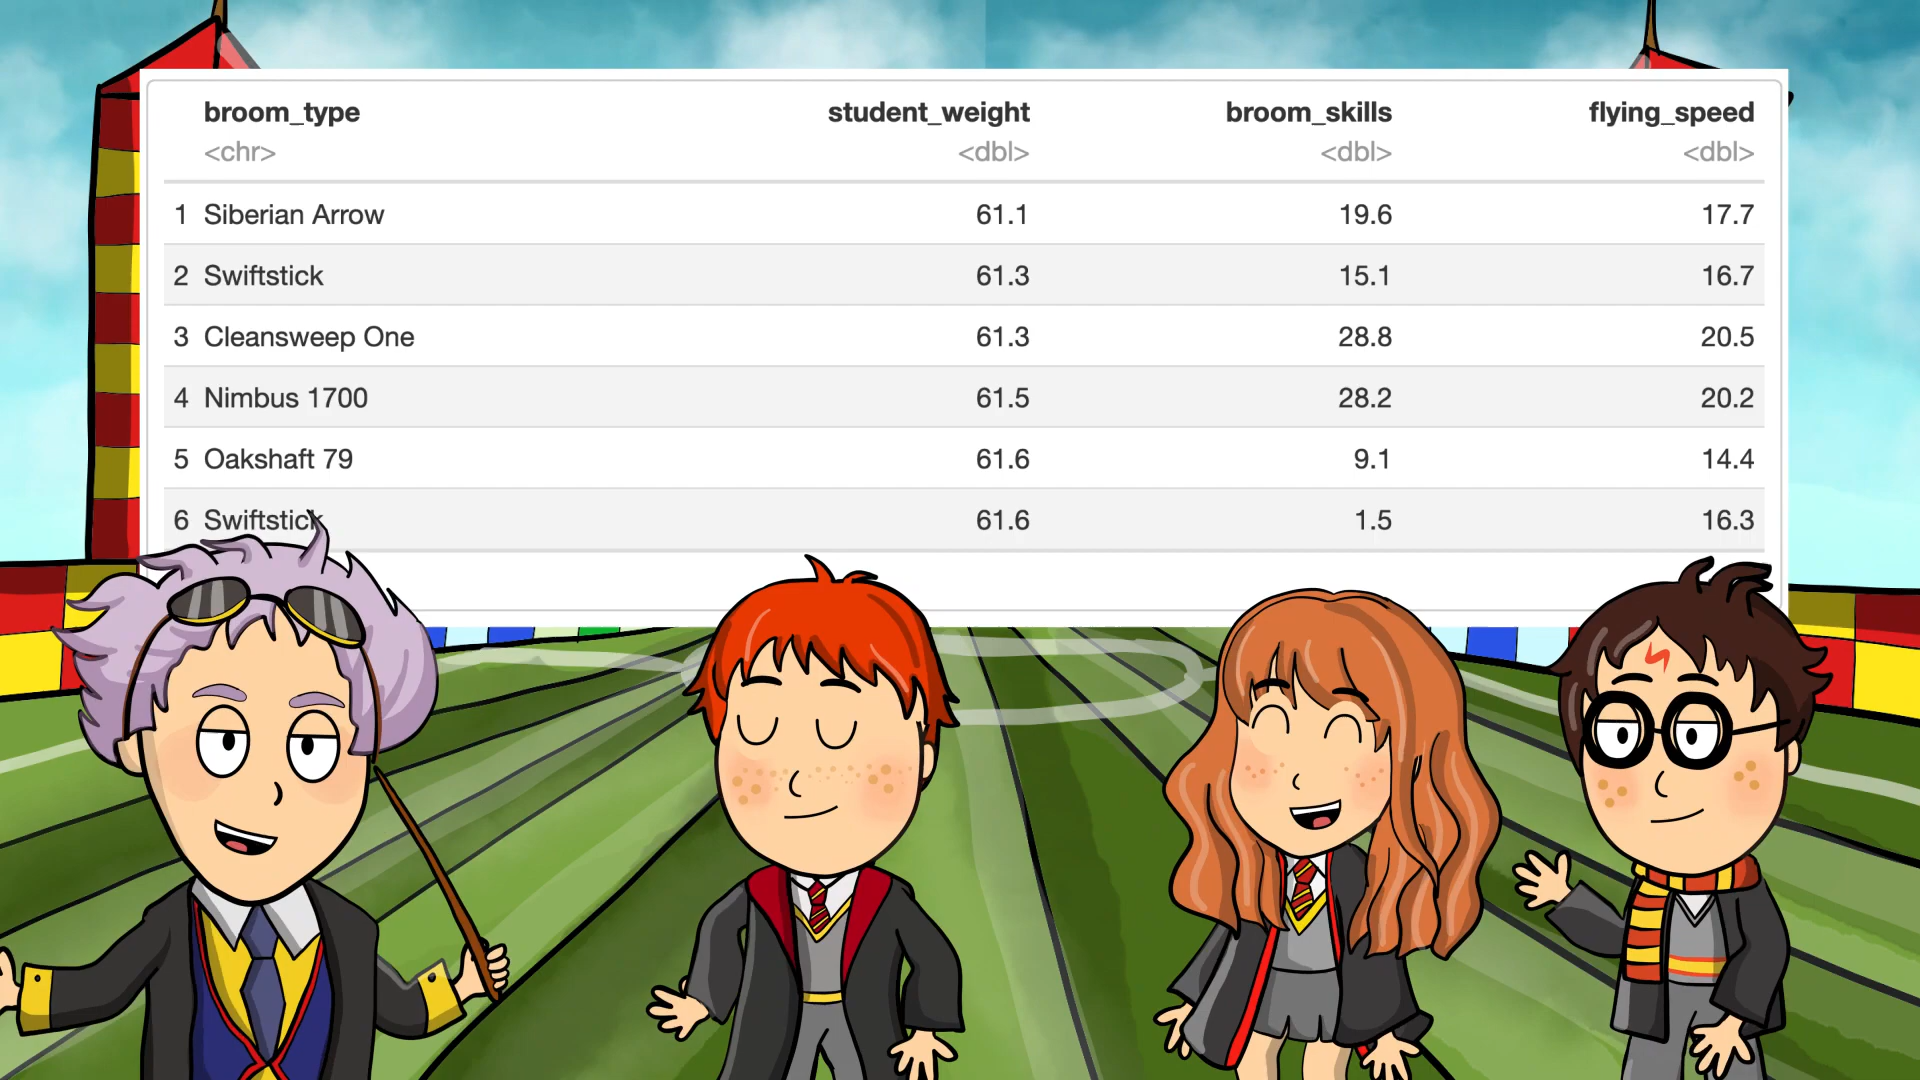 broom_type student_weight broom_skills flying_speed
<chr> <dbl> <dbl> <dbl>
1 Siberian Arrow 61.1 19.6 17.7
2 Swiftstick 61.3 15.1 16.7
3 Cleansweep One 61.3 28.8 20.5
4 Nimbus 1700 61.5 28.2 20.2
5 Oakshaft 79 61.6 9.1 14.4
6 Swiftstick 61.6 1.5 16.3